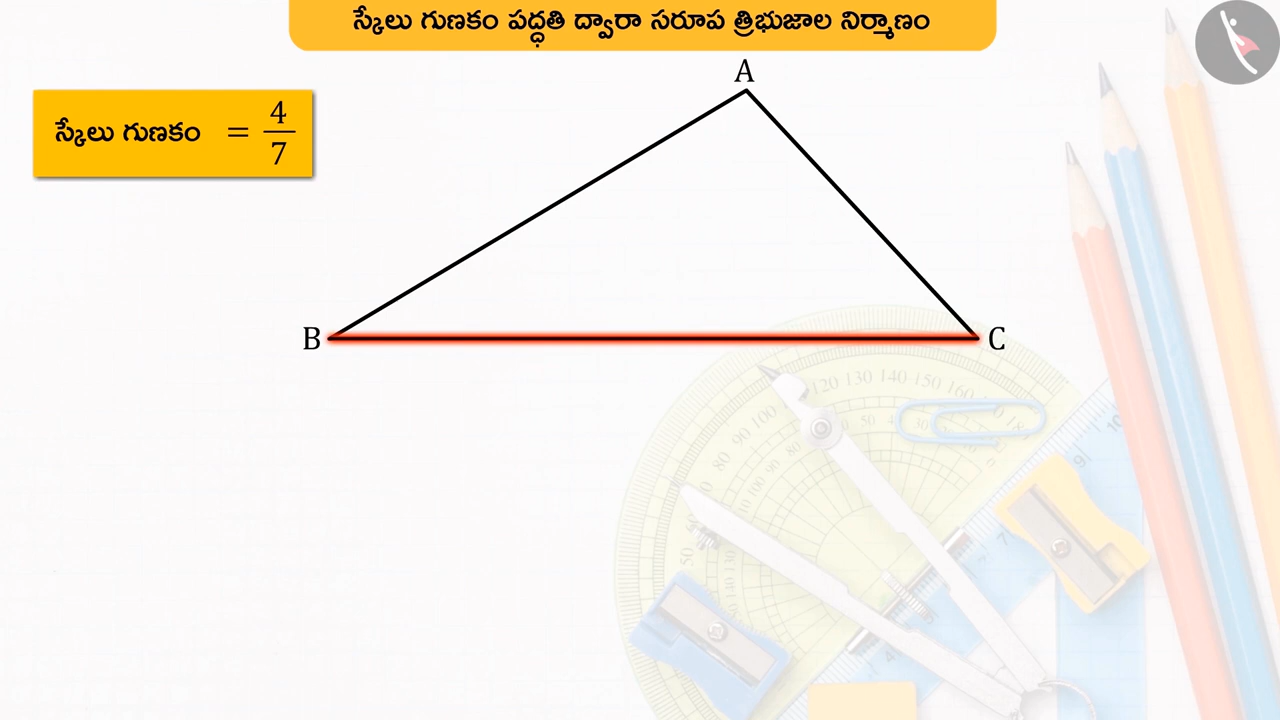 స్కేలు గుణకం పద్ధతి ద్వారా సరూప త్రిభుజాల నిర్మాణం
స్కేలు గుణకం = 4/7
A
B
C